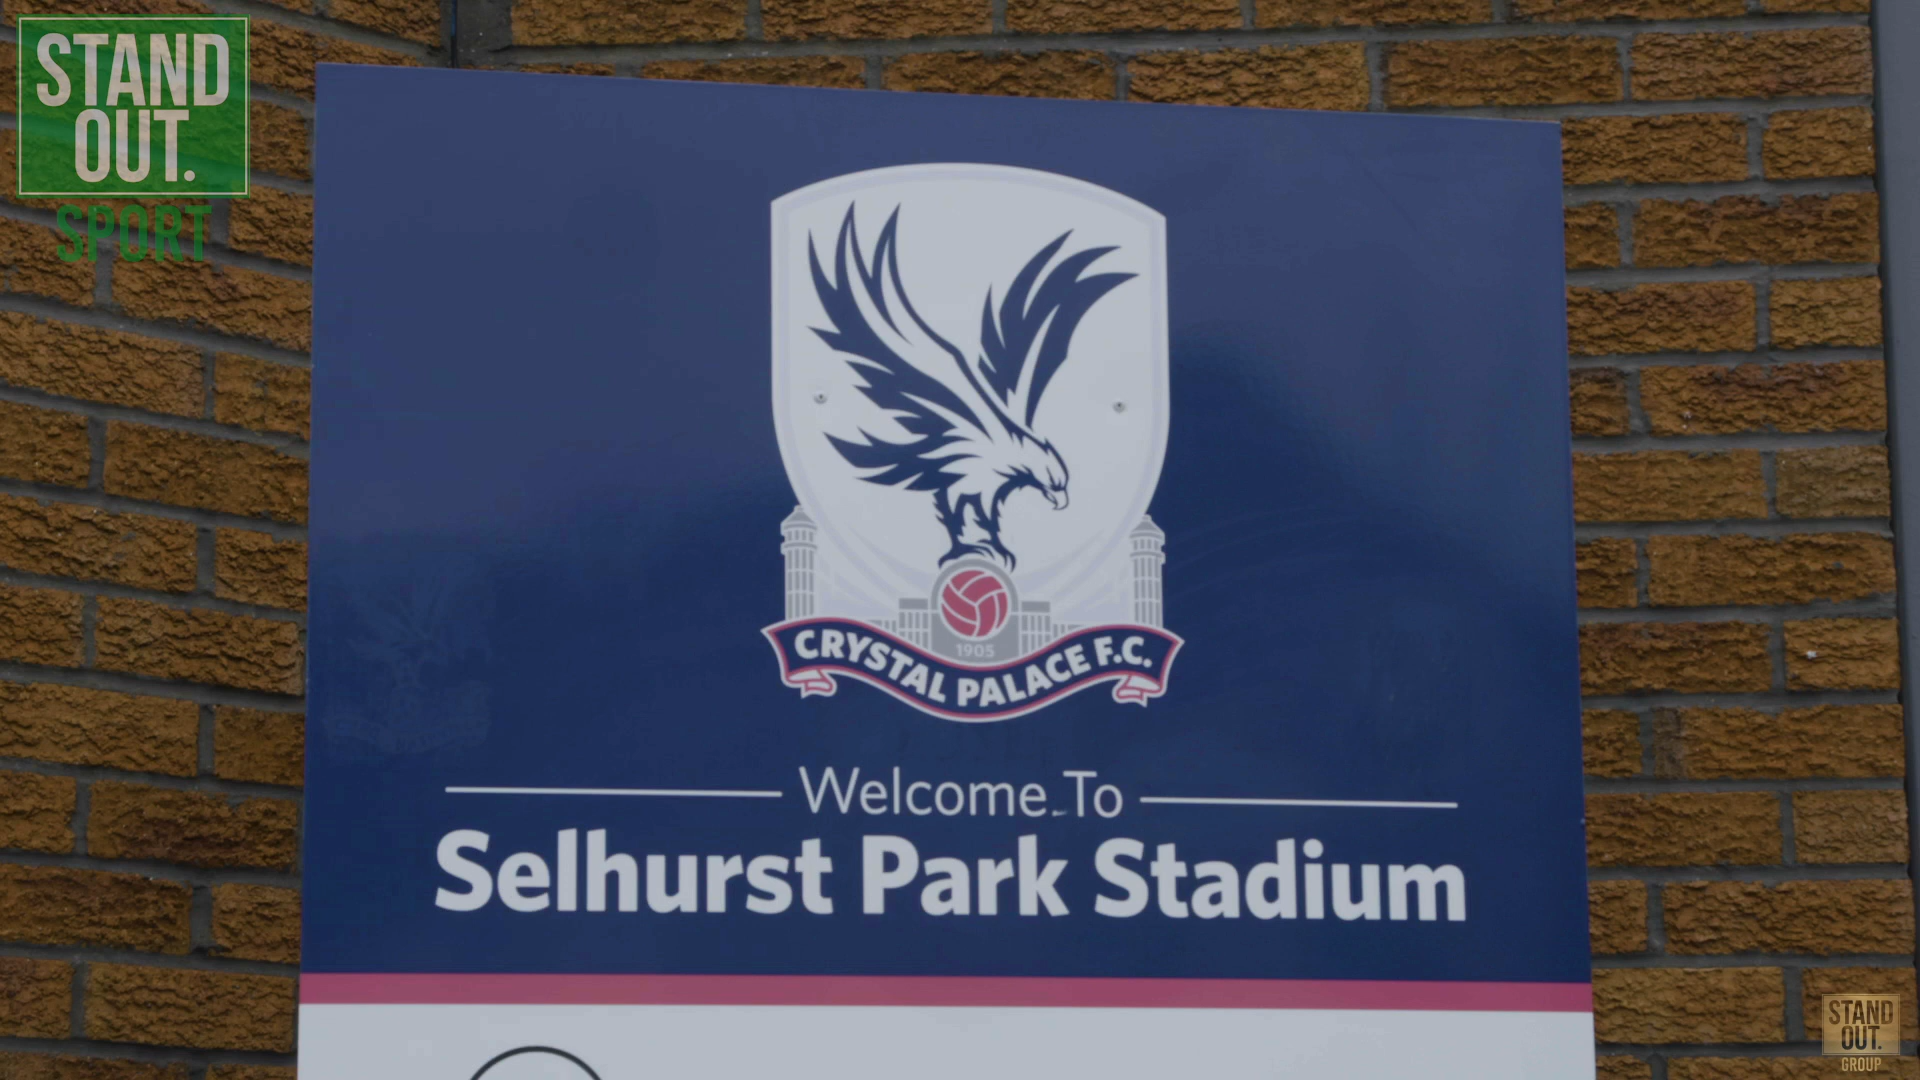 STAND
OUT.
SPORT
1905
CRYSTAL PALACE F.C.
Welcome To
Selhurst Park Stadium
STAND
OUT.
GROUP